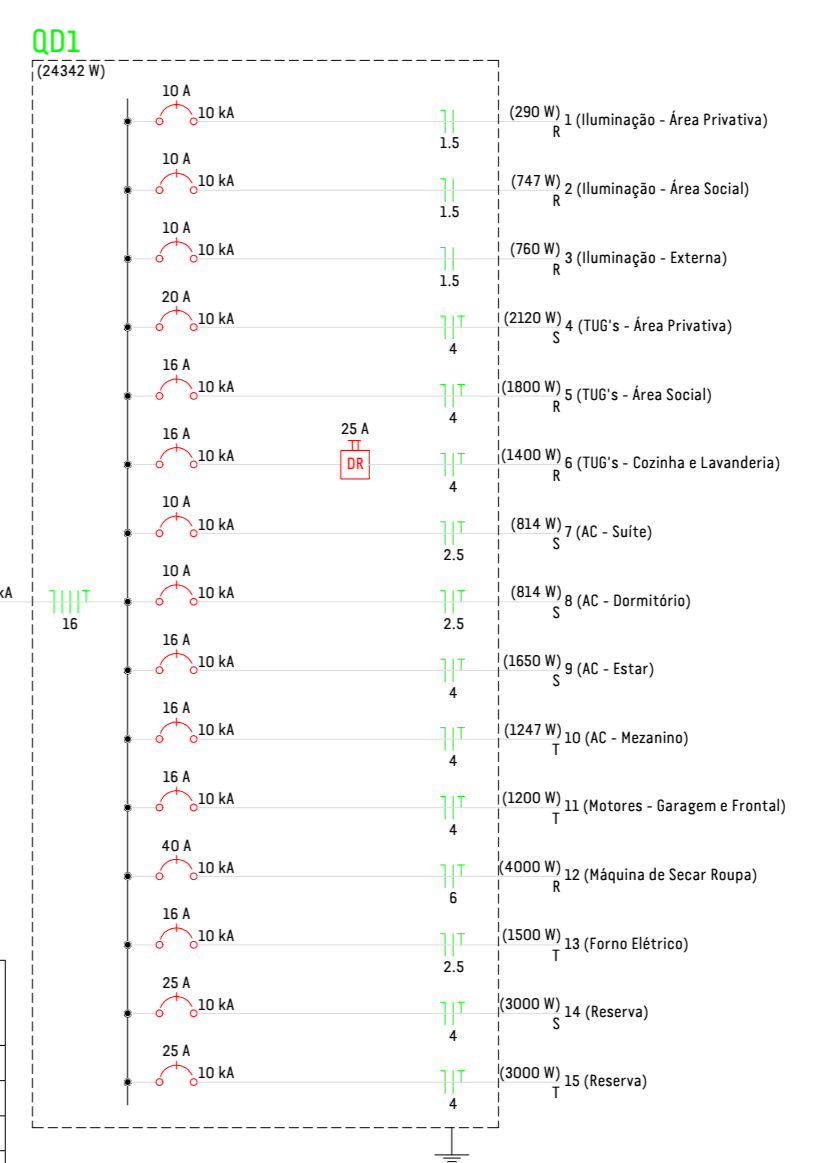 QD1
(24342 W)
10 A
10 kA
1.5
(290 W)
R
1 (Iluminação - Área Privativa)
10 A
10 kA
1.5
(747 W)
R
2 (Iluminação - Área Social)
10 A
10 kA
1.5
(760 W)
R
3 (Iluminação - Externa)
20 A
10 kA
4
(2120 W)
S
4 (TUG's - Área Privativa)
16 A
10 kA
4
(1800 W)
R
5 (TUG's - Área Social)
16 A
10 kA
25 A
DR
4
(1400 W)
R
6 (TUG's - Cozinha e Lavanderia)
10 A
10 kA
2.5
(814 W)
S
7 (AC - Suíte)
kA
16
10 A
10 kA
2.5
(814 W)
S
8 (AC - Dormitório)
16 A
10 kA
4
(1650 W)
S
9 (AC - Estar)
16 A
10 kA
4
(1247 W)
T
10 (AC - Mezanino)
16 A
10 kA
4
(1200 W)
T
11 (Motores - Garagem e Frontal)
40 A
10 kA
6
(4000 W)
R
12 (Máquina de Secar Roupa)
16 A
10 kA
2.5
(1500 W)
T
13 (Forno Elétrico)
25 A
10 kA
4
(3000 W)
S
14 (Reserva)
25 A
10 kA
4
(3000 W)
T
15 (Reserva)